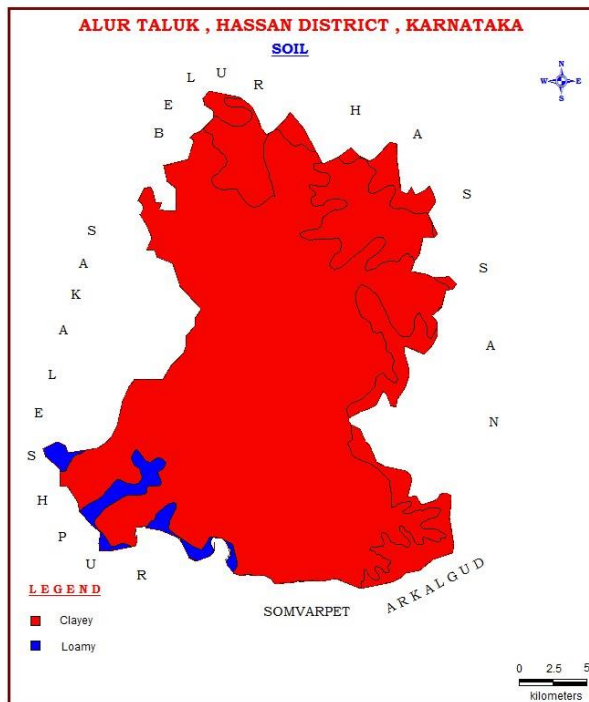 ALUR TALUK , HASSAN DISTRICT , KARNATAKA
SOIL
N
W E
S
BELUR
HASSAN
SAKALESHPUR
ARKALGUD
SOMVARPET
LEGEND
Clayey
Loamy
0 2.5 5
kilometers